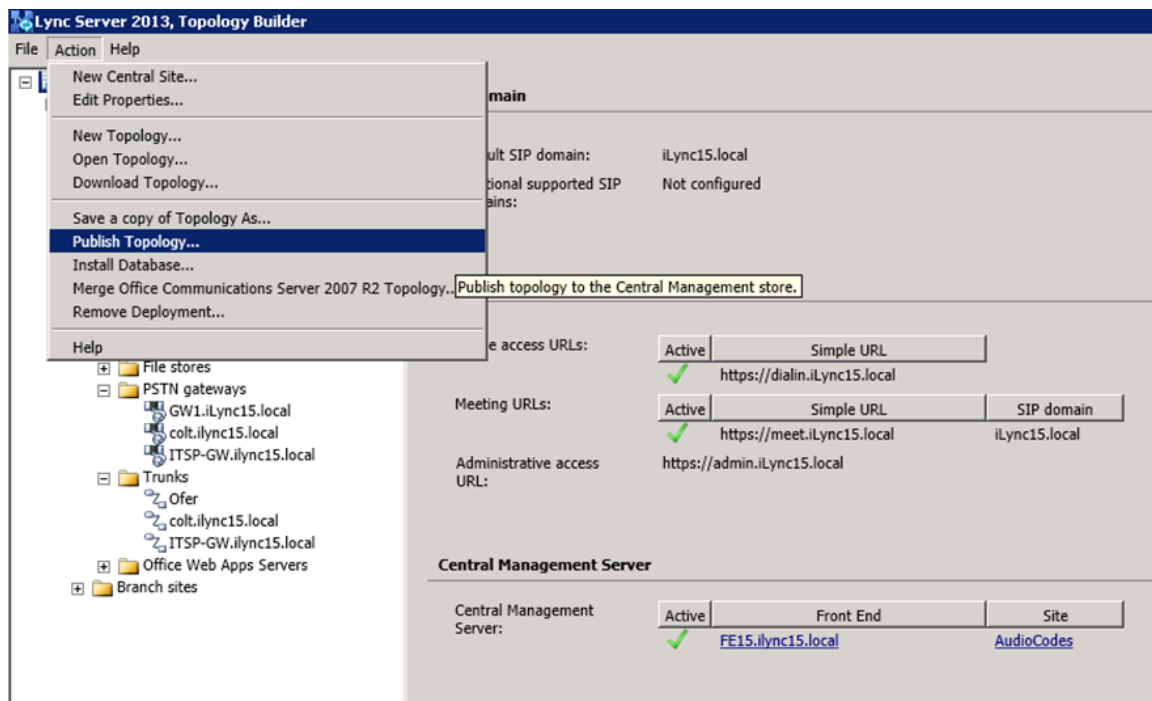 Lync Server 2013, Topology Builder
File Action Help
New Central Site...
Edit Properties...
New Topology...
Open Topology...
Download Topology...
Save a copy of Topology As...
Publish Topology...
Install Database...
Merge Office Communications Server 2007 R2 Topology..
Remove Deployment...
Help
Publish topology to the Central Management store.
File stores
PSTN gateways
GW1.iLync15.local
colt.ilync15.local
ITSP-GW.ilync15.local
Trunks
Ofer
colt.ilync15.local
ITSP-GW.ilync15.local
Office Web Apps Servers
Branch sites
main
ult SIP domain: iLync15.local
tional supported SIP Not configured
ains:
e access URLs: Active Simple URL
https://dialin.iLync15.local
Meeting URLs: Active Simple URL SIP domain
https://meet.iLync15.local iLync15.local
Administrative access https://admin.iLync15.local
URL:
Central Management Server
Central Management Active Front End Site
Server: FE15.ilync15.local AudioCodes